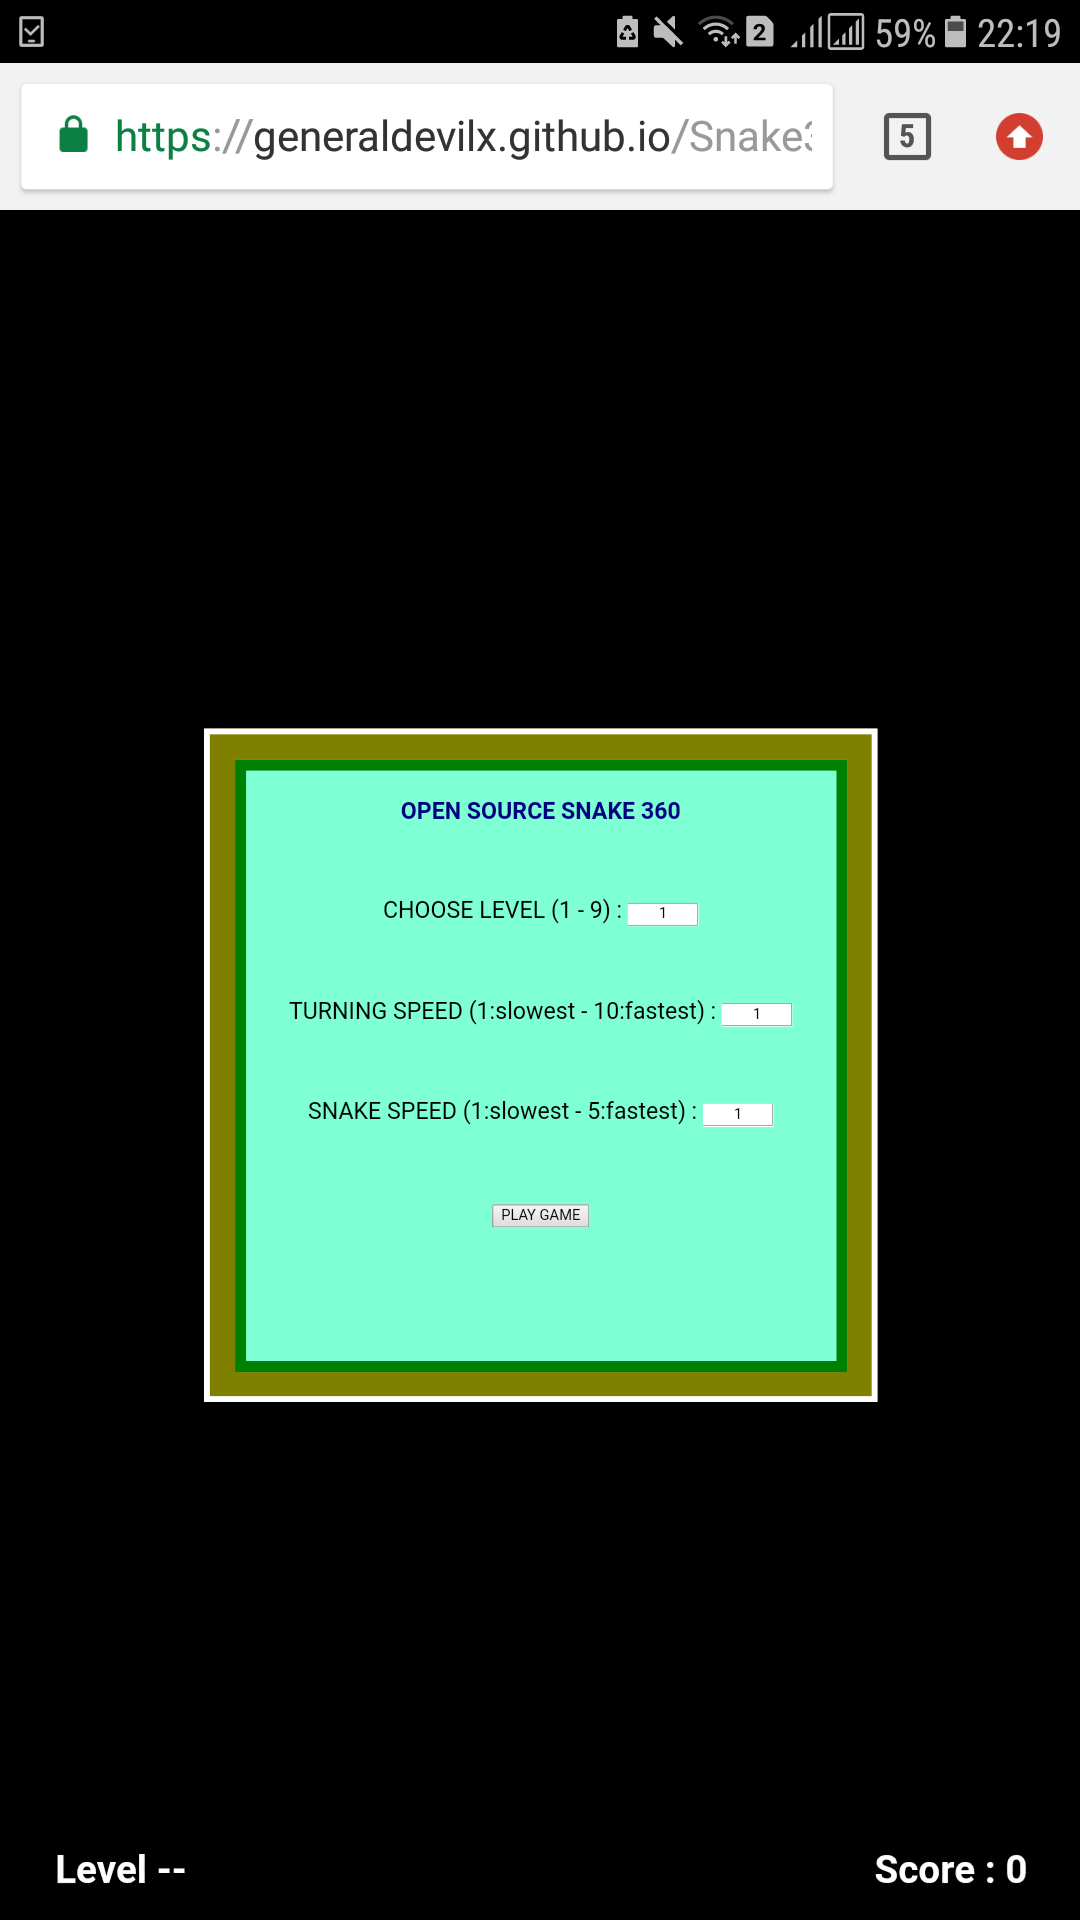 2 59% 22:19
https://generaldevilx.github.io/Snake3 5
OPEN SOURCE SNAKE 360
CHOOSE LEVEL (1 - 9) : 1
TURNING SPEED (1:slowest - 10:fastest) : 1
SNAKE SPEED (1:slowest - 5:fastest) : 1
PLAY GAME
Level -- Score : 0